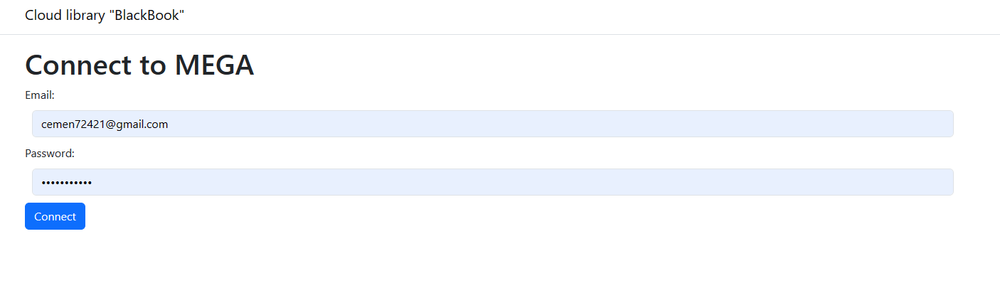 Cloud library "BlackBook"
Connect to MEGA
Email:
cemen72421@gmail.com
Password:
•••••••••••
Connect